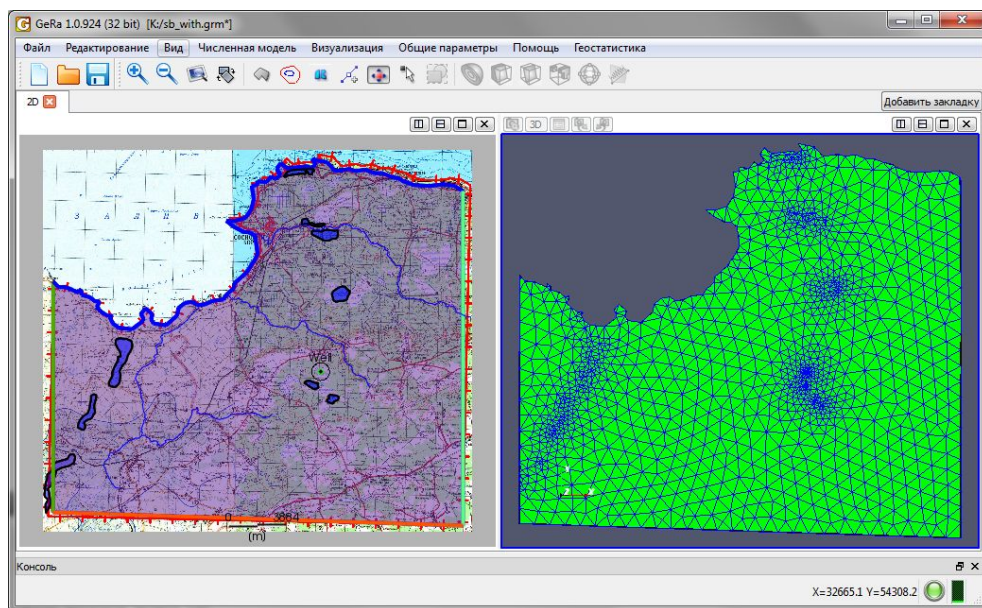 GeRa 1.0.924 (32 bit) [K:/sb_with.grm*]
Файл Редактирование Вид Численная модель Визуализация Общие параметры Помощь Геостатистика
2D Добавить закладку
3D
З А Л И В
Well
(m)
Y
Z X
Консоль
X=32665.1 Y=54308.2